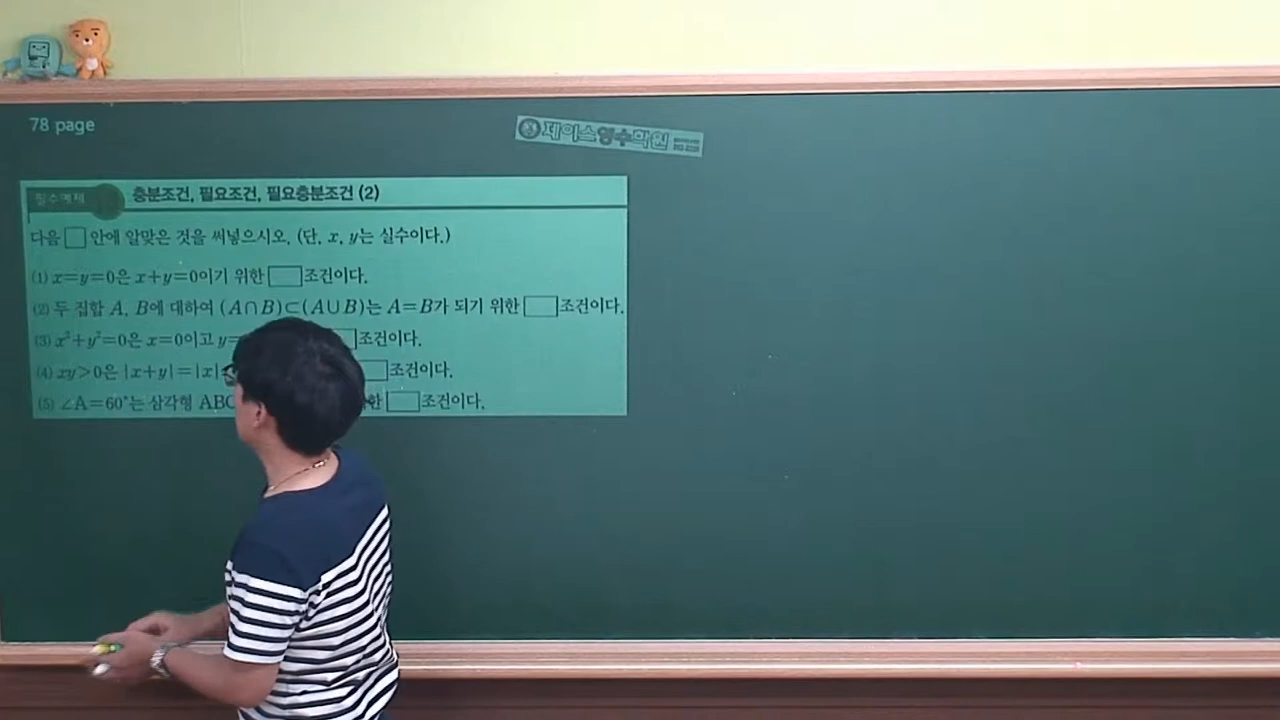 78 page
제이스영수학원
필수예제 충분조건, 필요조건, 필요충분조건 (2)
다음 □ 안에 알맞은 것을 써넣으시오. (단, x, y는 실수이다.)
(1) x=y=0은 x+y=0이기 위한 □조건이다.
(2) 두 집합 A, B에 대하여 (A∩B)⊂(A∪B)는 A=B가 되기 위한 □조건이다.
(3) x²+y²=0은 x=0이고 y= □조건이다.
(4) xy>0은 |x+y|=|x| □조건이다.
(5) ∠A=60°는 삼각형 ABC 한 □조건이다.